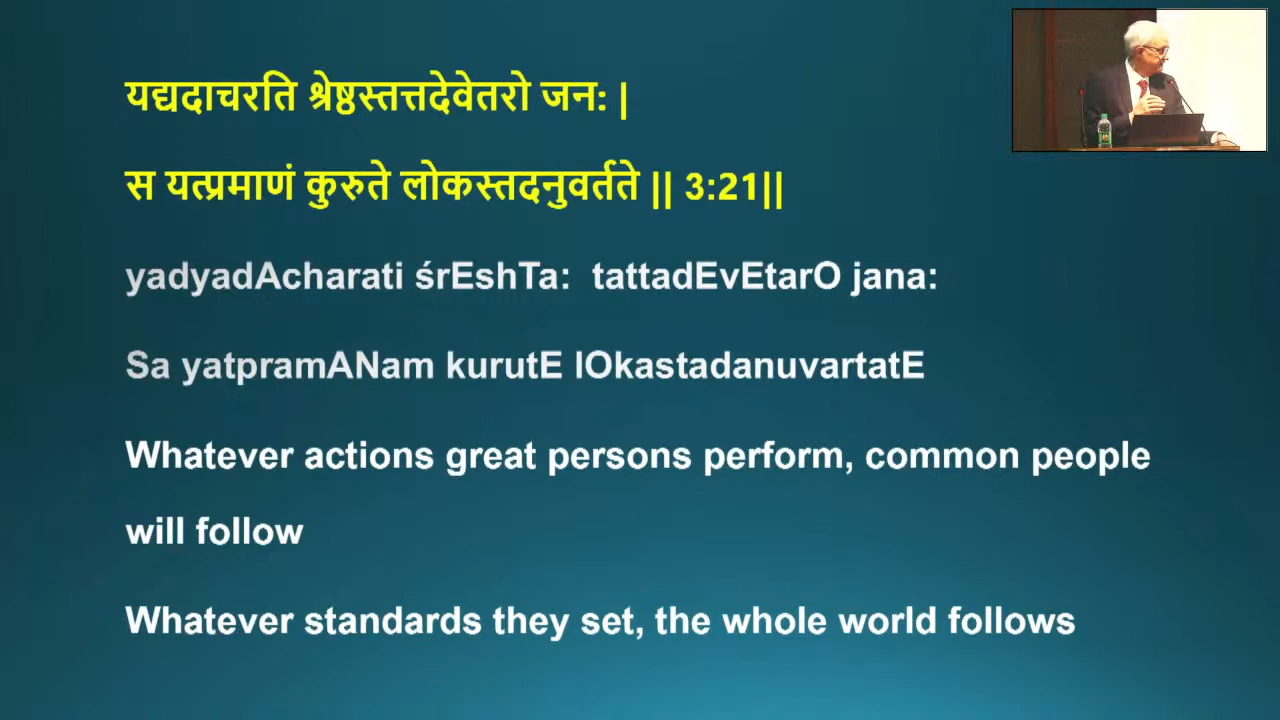 यद्यदाचरति श्रेष्ठस्तत्तदेवेतरो जनः |
स यत्प्रमाणं कुरुते लोकस्तदनुवर्तते || 3:21||
yadyadAcharati śrEshTa: tattadEvEtarO jana:
Sa yatpramANam kurutE lOkastadanuvartatE
Whatever actions great persons perform, common people
will follow
Whatever standards they set, the whole world follows